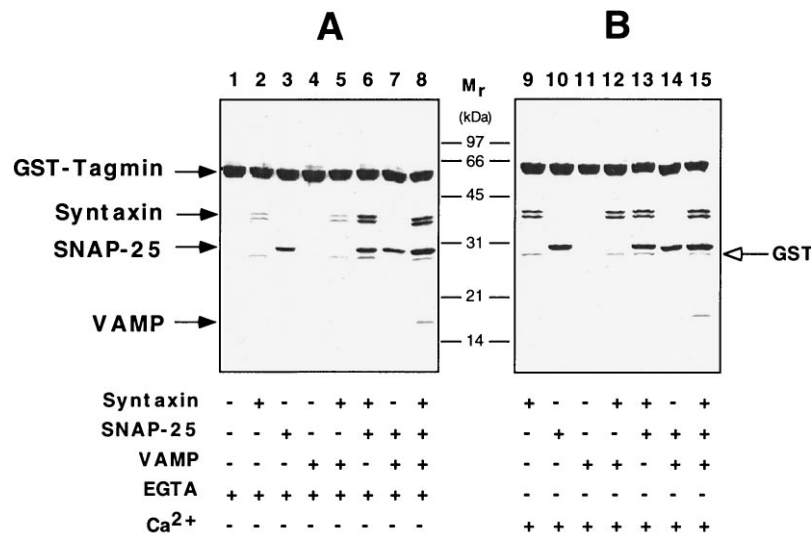 A B
1 2 3 4 5 6 7 8 Mr 9 10 11 12 13 14 15
(kDa)
97
GST-Tagmin 66
45
Syntaxin
SNAP-25 31 GST
21
VAMP
14
Syntaxin - + - - + + - + + - - + + - +
SNAP-25 - - + - - + + + - + - - + + +
VAMP - - - + + - + + - - + + - + +
EGTA + + + + + + + + - - - - - - -
Ca2+ - - - - - - - - + + + + + + +